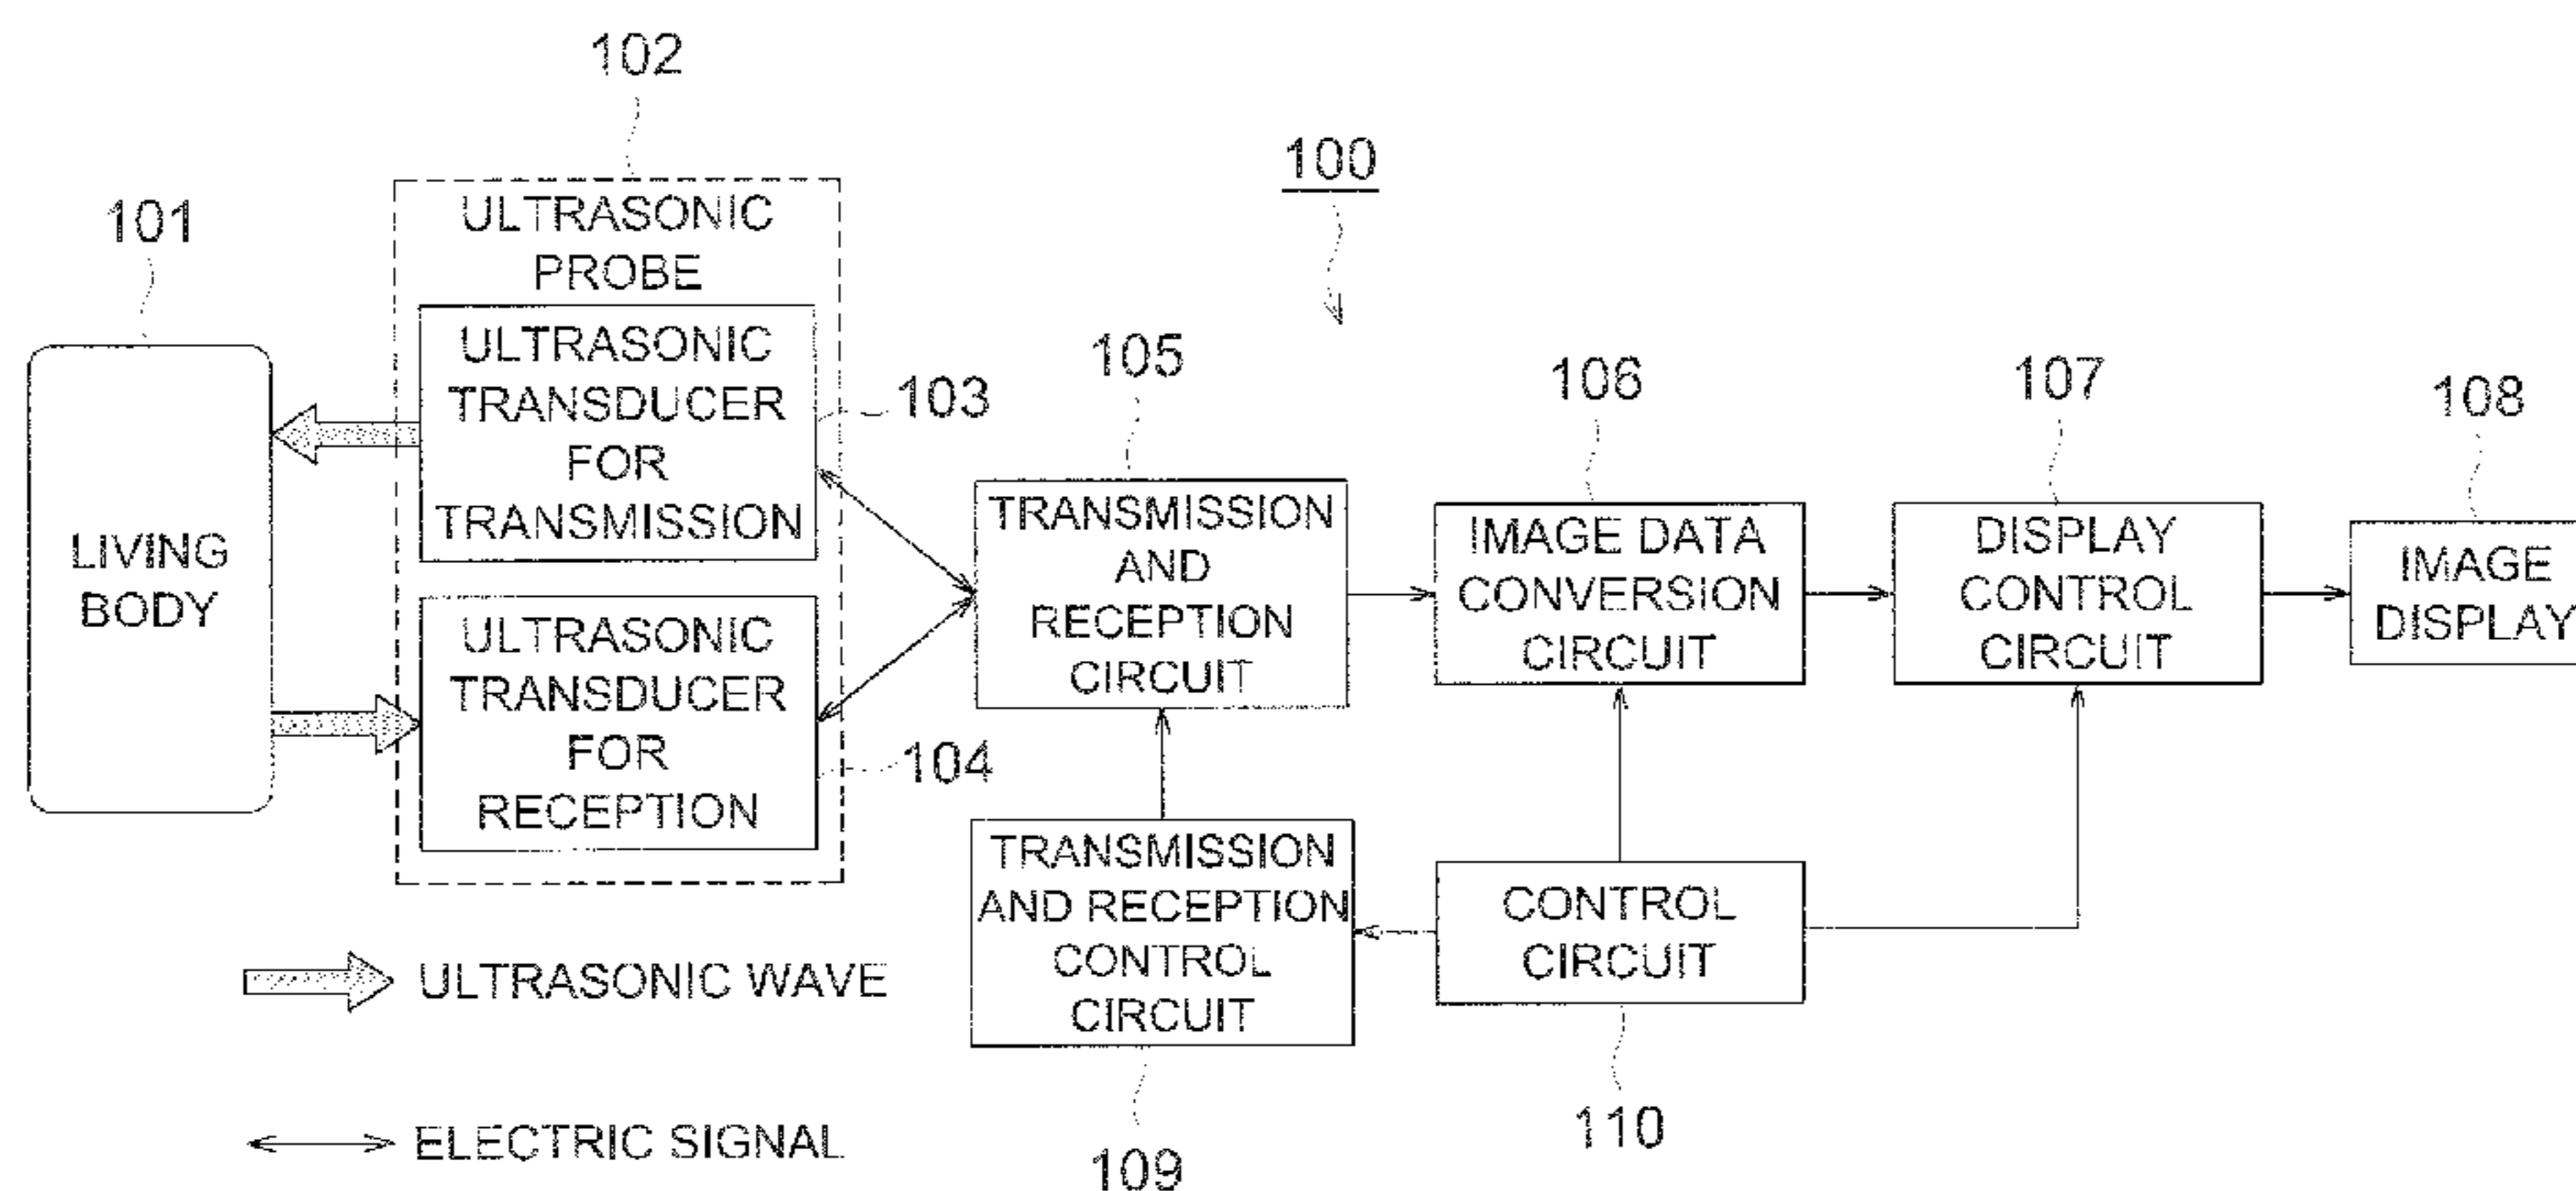 102
100
101
ULTRASONIC
PROBE
ULTRASONIC
TRANSDUCER
FOR
TRANSMISSION
103
105
106
107
108
LIVING
BODY
TRANSMISSION
AND
RECEPTION
CIRCUIT
IMAGE DATA
CONVERSION
CIRCUIT
DISPLAY
CONTROL
CIRCUIT
IMAGE
DISPLAY
ULTRASONIC
TRANSDUCER
FOR
RECEPTION
104
TRANSMISSION
AND RECEPTION
CONTROL
CIRCUIT
CONTROL
CIRCUIT
ULTRASONIC WAVE
ELECTRIC SIGNAL
109
110